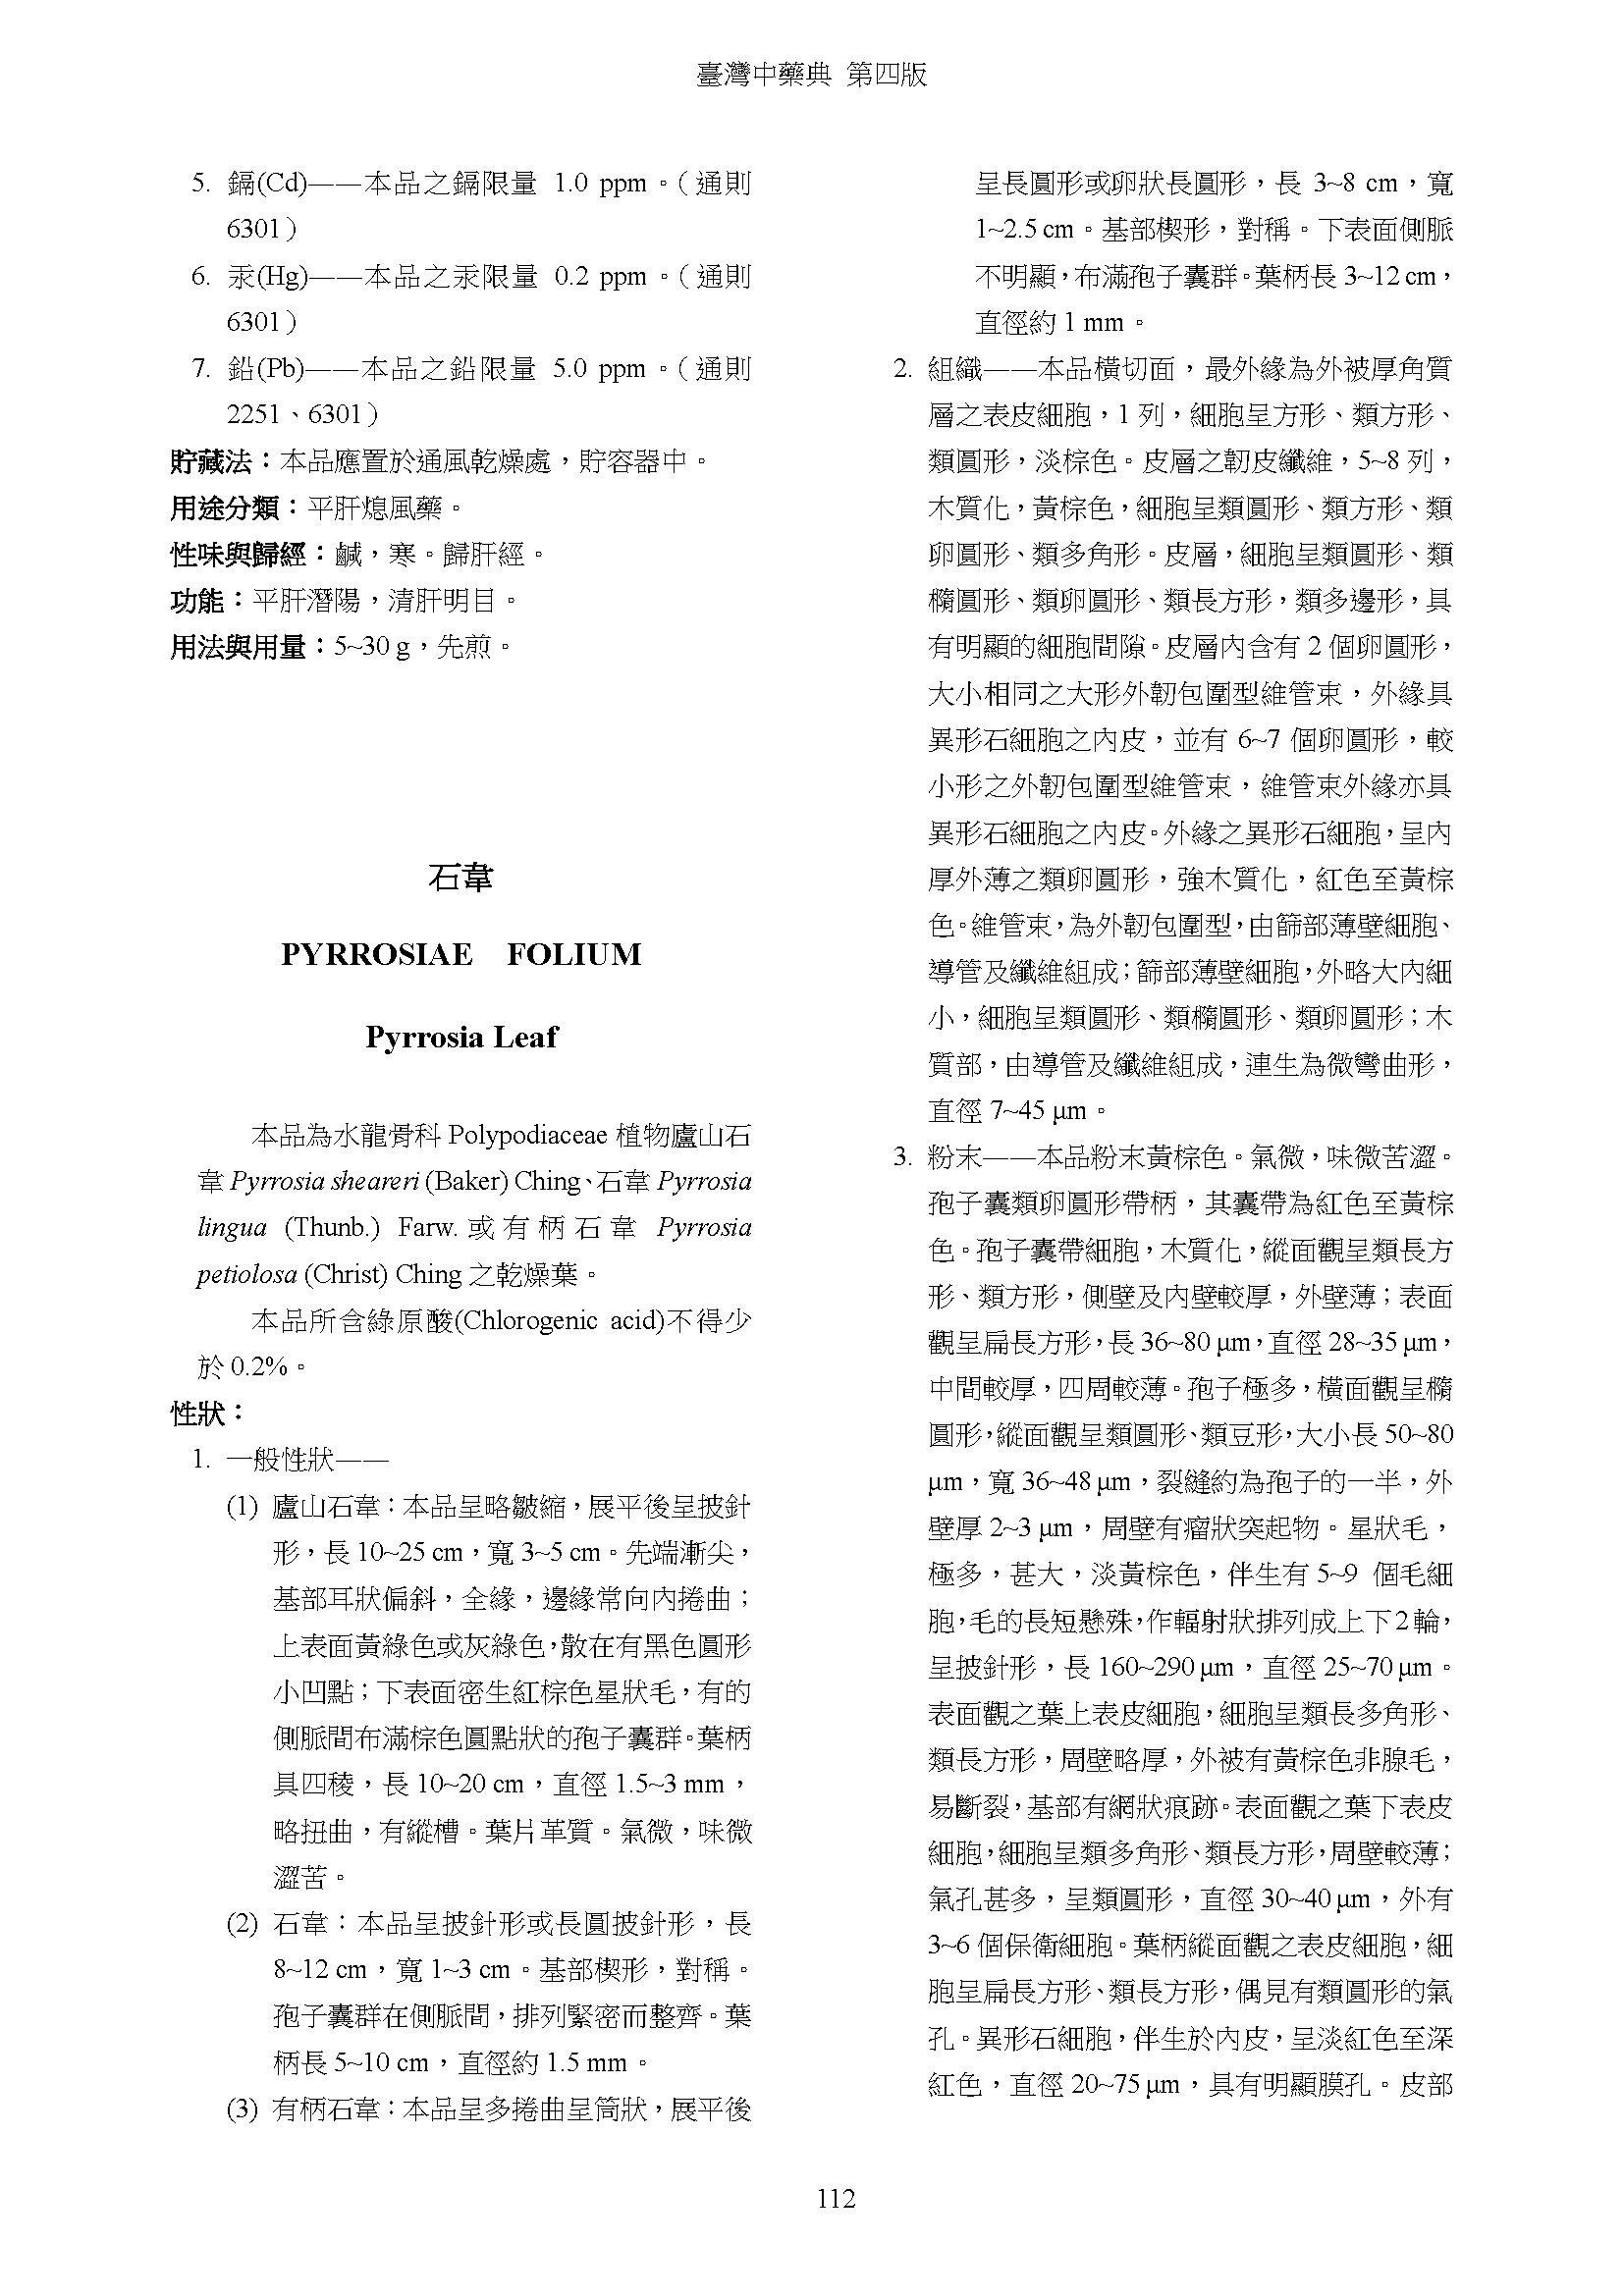 臺灣中藥典 第四版
5. 鎘(Cd)——本品之鎘限量 1.0 ppm。(通則
6301)
6. 汞(Hg)——本品之汞限量 0.2 ppm。(通則
6301)
7. 鉛(Pb)——本品之鉛限量 5.0 ppm。(通則
2251、6301)
貯藏法:本品應置於通風乾燥處,貯容器中。
用途分類:平肝熄風藥。
性味與歸經:鹹,寒。歸肝經。
功能:平肝潛陽,清肝明目。
用法與用量:5~30 g,先煎。
石韋
PYRROSIAE FOLIUM
Pyrrosia Leaf
本品為水龍骨科 Polypodiaceae 植物廬山石
韋 Pyrrosia sheareri (Baker) Ching、石韋 Pyrrosia
lingua (Thunb.) Farw. 或有柄石韋 Pyrrosia
petiolosa (Christ) Ching 之乾燥葉。
本品所含綠原酸(Chlorogenic acid)不得少
於 0.2%。
性狀:
1. 一般性狀——
(1) 廬山石韋:本品呈略皺縮,展平後呈披針
形,長 10~25 cm,寬 3~5 cm。先端漸尖,
基部耳狀偏斜,全緣,邊緣常向內捲曲;
上表面黃綠色或灰綠色,散在有黑色圓形
小凹點;下表面密生紅棕色星狀毛,有的
側脈間布滿棕色圓點狀的孢子囊群。葉柄
具四稜,長 10~20 cm,直徑 1.5~3 mm,
略扭曲,有縱槽。葉片革質。氣微,味微
澀苦。
(2) 石韋:本品呈披針形或長圓披針形,長
8~12 cm,寬 1~3 cm。基部楔形,對稱。
孢子囊群在側脈間,排列緊密而整齊。葉
柄長 5~10 cm,直徑約 1.5 mm。
(3) 有柄石韋:本品呈多捲曲呈筒狀,展平後
呈長圓形或卵狀長圓形,長 3~8 cm,寬
1~2.5 cm。基部楔形,對稱。下表面側脈
不明顯,布滿孢子囊群。葉柄長 3~12 cm,
直徑約 1 mm。
2. 組織——本品橫切面,最外緣為外被厚角質
層之表皮細胞,1 列,細胞呈方形、類方形、
類圓形,淡棕色。皮層之韌皮纖維,5~8 列,
木質化,黃棕色,細胞呈類圓形、類方形、類
卵圓形、類多角形。皮層,細胞呈類圓形、類
橢圓形、類卵圓形、類長方形,類多邊形,具
有明顯的細胞間隙。皮層內含有 2 個卵圓形,
大小相同之大形外韌包圍型維管束,外緣具
異形石細胞之內皮,並有 6~7 個卵圓形,較
小形之外韌包圍型維管束,維管束外緣亦具
異形石細胞之內皮。外緣之異形石細胞,呈內
厚外薄之類卵圓形,強木質化,紅色至黃棕
色。維管束,為外韌包圍型,由篩部薄壁細胞、
導管及纖維組成;篩部薄壁細胞,外略大內細
小,細胞呈類圓形、類橢圓形、類卵圓形;木
質部,由導管及纖維組成,連生為微彎曲形,
直徑 7~45 μm。
3. 粉末——本品粉末黃棕色。氣微,味微苦澀。
孢子囊類卵圓形帶柄,其囊帶為紅色至黃棕
色。孢子囊帶細胞,木質化,縱面觀呈類長方
形、類方形,側壁及內壁較厚,外壁薄;表面
觀呈扁長方形,長 36~80 μm,直徑 28~35 μm,
中間較厚,四周較薄。孢子極多,橫面觀呈橢
圓形,縱面觀呈類圓形、類豆形,大小長 50~80
μm,寬 36~48 μm,裂縫約為孢子的一半,外
壁厚 2~3 μm,周壁有瘤狀突起物。星狀毛,
極多,甚大,淡黃棕色,伴生有 5~9 個毛細
胞,毛的長短懸殊,作輻射狀排列成上下 2 輪,
呈披針形,長 160~290 μm,直徑 25~70 μm。
表面觀之葉上表皮細胞,細胞呈類長多角形、
類長方形,周壁略厚,外被有黃棕色非腺毛,
易斷裂,基部有網狀痕跡。表面觀之葉下表皮
細胞,細胞呈類多角形、類長方形,周壁較薄;
氣孔甚多,呈類圓形,直徑 30~40 μm,外有
3~6 個保衛細胞。葉柄縱面觀之表皮細胞,細
胞呈扁長方形、類長方形,偶見有類圓形的氣
孔。異形石細胞,伴生於內皮,呈淡紅色至深
紅色,直徑 20~75 μm,具有明顯膜孔。皮部
112